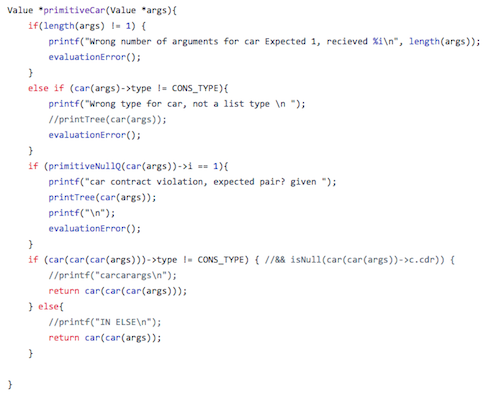 Value *primitiveCar(Value *args){
if(length(args) != 1) {
printf("Wrong number of arguments for car Expected 1, recieved %i\n", length(args));
evaluationError();
}
else if (car(args)->type != CONS_TYPE){
printf("Wrong type for car, not a list type \n ");
//printTree(car(args));
evaluationError();
}
if (primitiveNullQ(car(args))->i == 1){
printf("car contract violation, expected pair? given ");
printTree(car(args));
printf("\n");
evaluationError();
}
if (car(car(car(args)))->type != CONS_TYPE) { //&& isNull(car(car(args))->c.cdr)) {
//printf("carcarargs\n");
return car(car(car(args)));
} else{
//printf("IN ELSE\n");
return car(car(args));
}
}